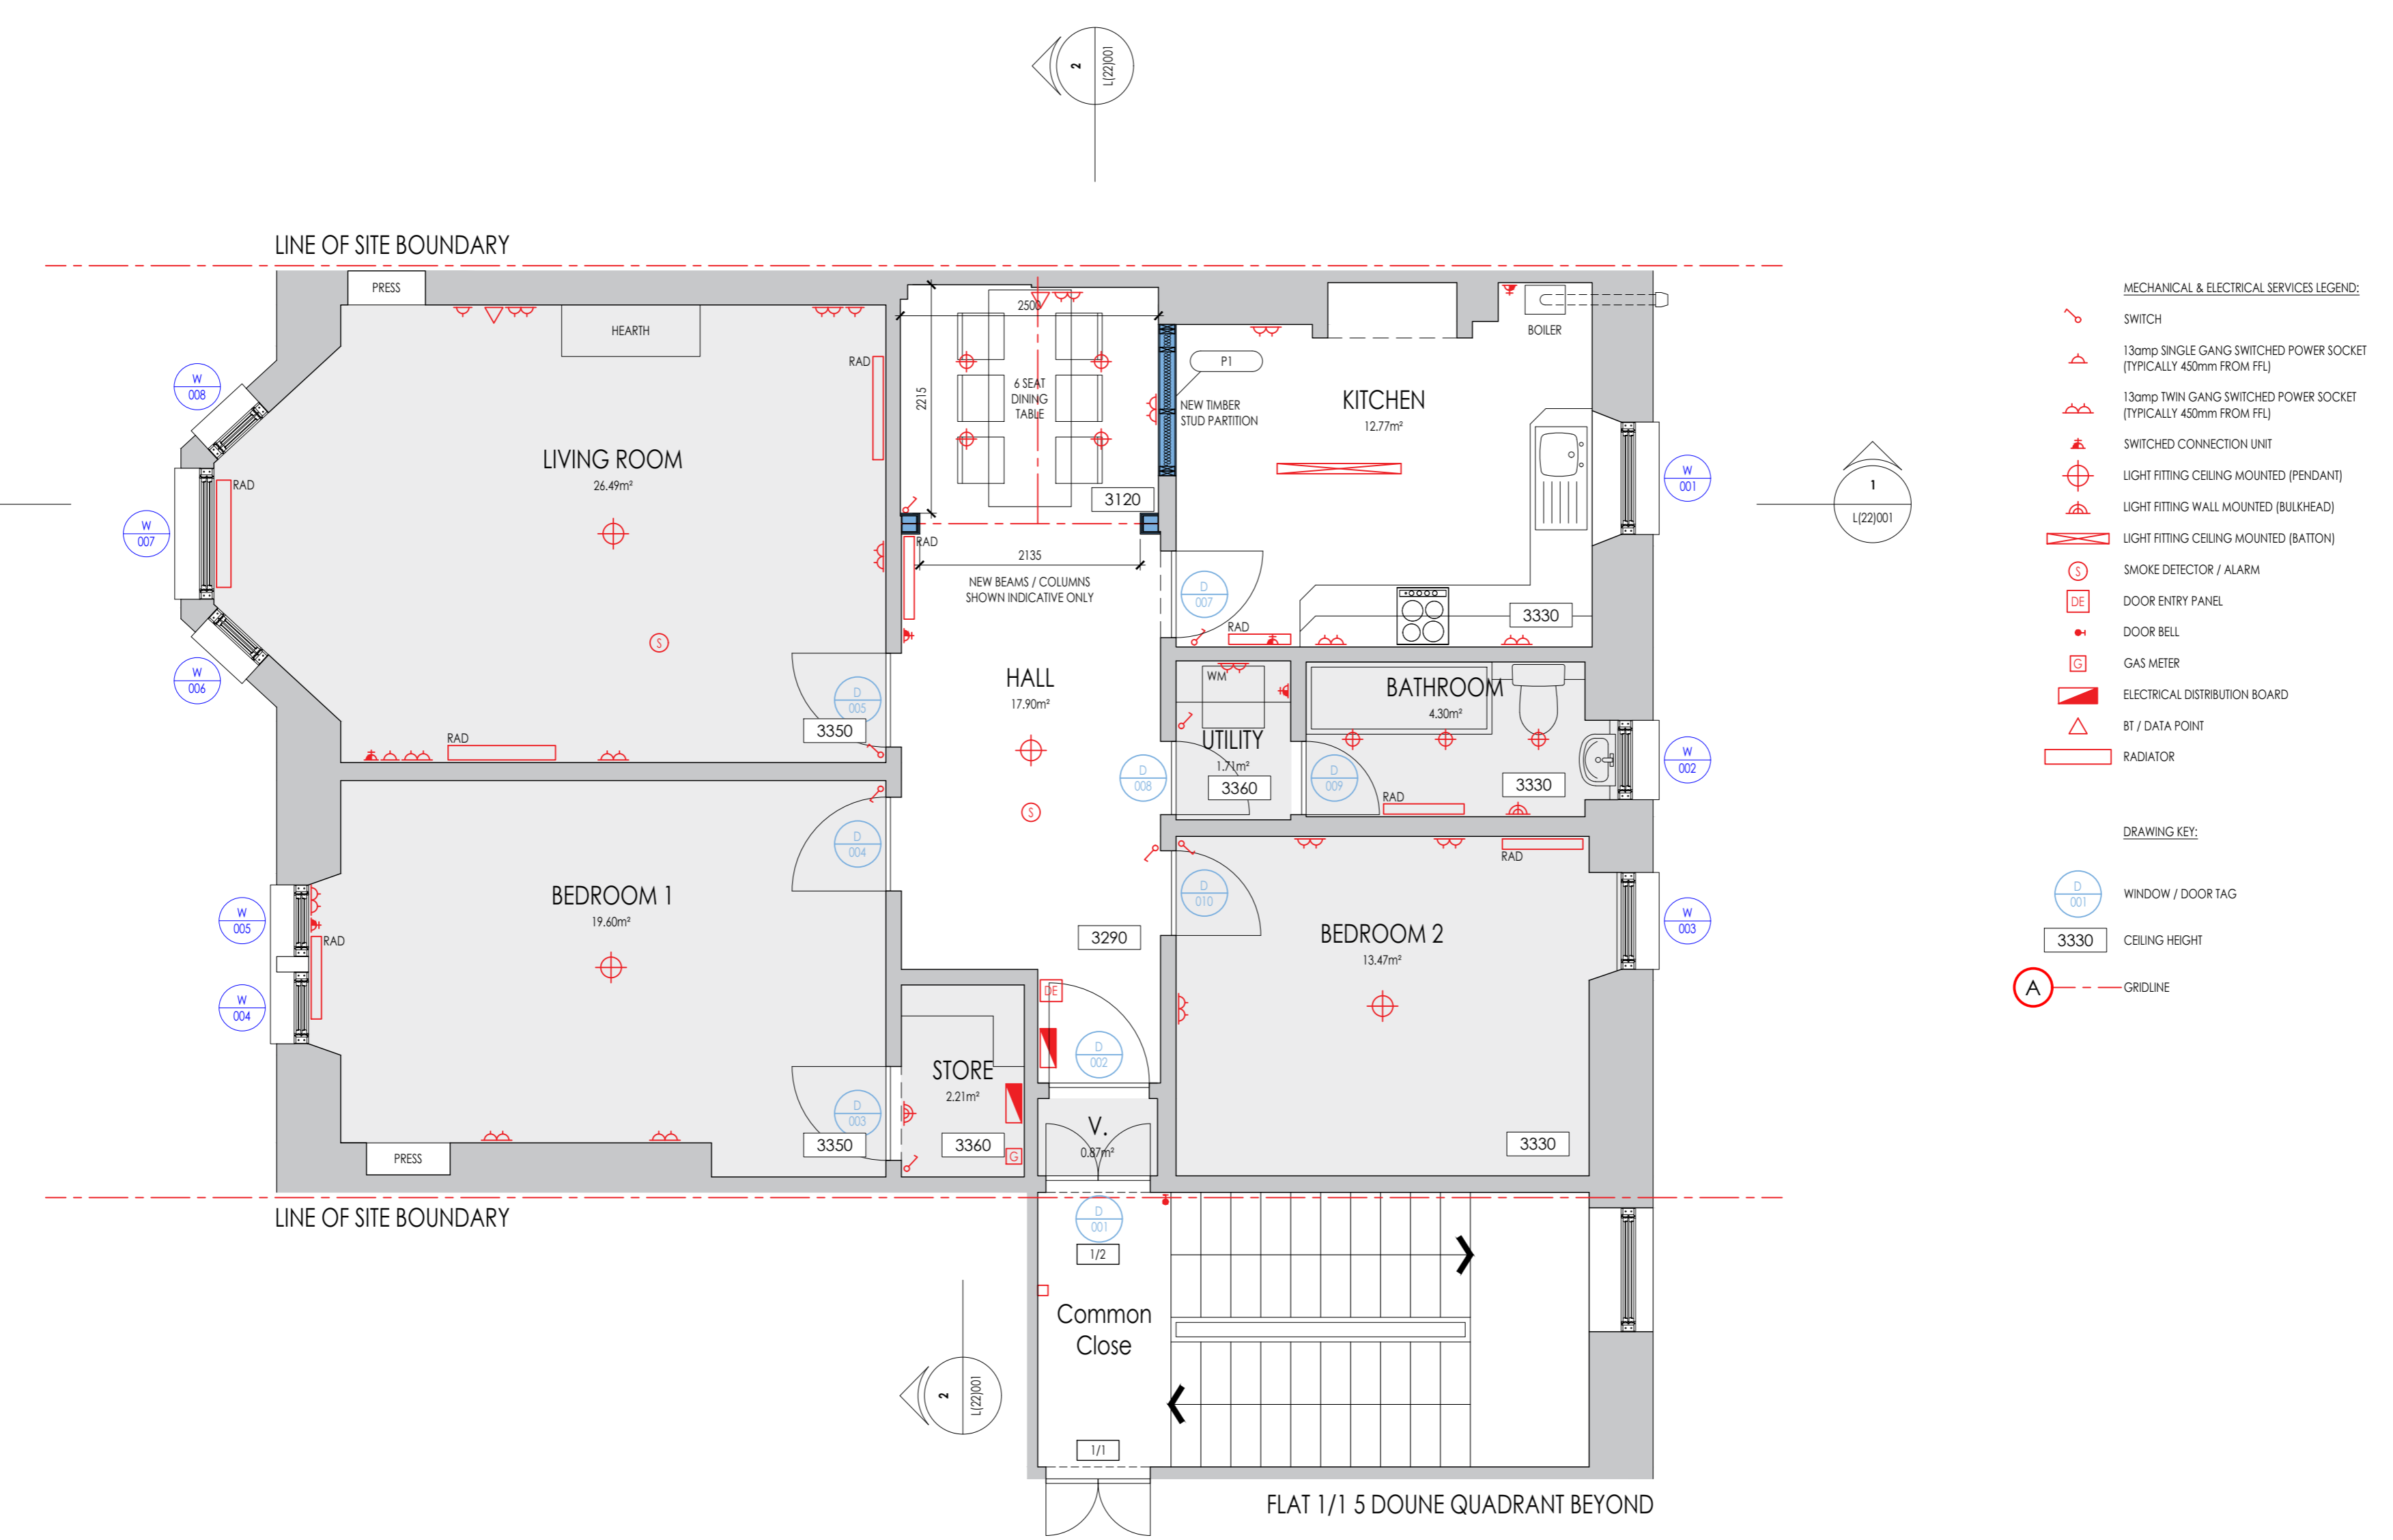 2
L(22)001
LINE OF SITE BOUNDARY
PRESS
HEARTH
RAD
W
008
LIVING ROOM
26.49m²
RAD
W
007
W
006
S
RAD
D
005
3350
2500
2215
6 SEAT
DINING
TABLE
3120
RAD
2135
NEW BEAMS / COLUMNS
SHOWN INDICATIVE ONLY
P1
NEW TIMBER
STUD PARTITION
BOILER
KITCHEN
12.77m²
W
001
D
007
RAD
3330
1
L(22)001
HALL
17.90m²
S
3290
WM
UTILITY
1.71m²
3360
D
008
BATHROOM
4.30m²
D
009
3330
RAD
W
002
BEDROOM 1
19.60m²
D
004
W
005
RAD
W
004
D
003
3350
PRESS
STORE
2.21m²
3360
G
DE
D
002
V.
0.87m²
D
010
BEDROOM 2
13.47m²
RAD
W
003
3330
LINE OF SITE BOUNDARY
D
001
1/2
Common
Close
1/1
2
L(22)001
FLAT 1/1 5 DOUNE QUADRANT BEYOND
MECHANICAL & ELECTRICAL SERVICES LEGEND:
SWITCH
13amp SINGLE GANG SWITCHED POWER SOCKET
(TYPICALLY 450mm FROM FFL)
13amp TWIN GANG SWITCHED POWER SOCKET
(TYPICALLY 450mm FROM FFL)
SWITCHED CONNECTION UNIT
LIGHT FITTING CEILING MOUNTED (PENDANT)
LIGHT FITTING WALL MOUNTED (BULKHEAD)
LIGHT FITTING CEILING MOUNTED (BATTON)
S
SMOKE DETECTOR / ALARM
DE
DOOR ENTRY PANEL
DOOR BELL
G
GAS METER
ELECTRICAL DISTRIBUTION BOARD
BT / DATA POINT
RADIATOR
DRAWING KEY:
D
001
WINDOW / DOOR TAG
3330
CEILING HEIGHT
A
GRIDLINE